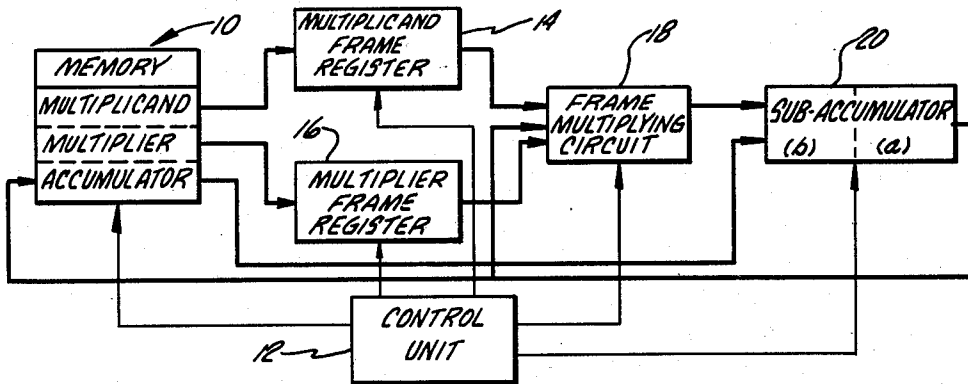 10
MEMORY
MULTIPLICAND
MULTIPLIER
ACCUMULATOR
MULTIPLICAND
FRAME
REGISTER
14
16
MULTIPLIER
FRAME
REGISTER
18
FRAME
MULTIPLYING
CIRCUIT
20
SUB-ACCUMULATOR
(b) (a)
12
CONTROL
UNIT